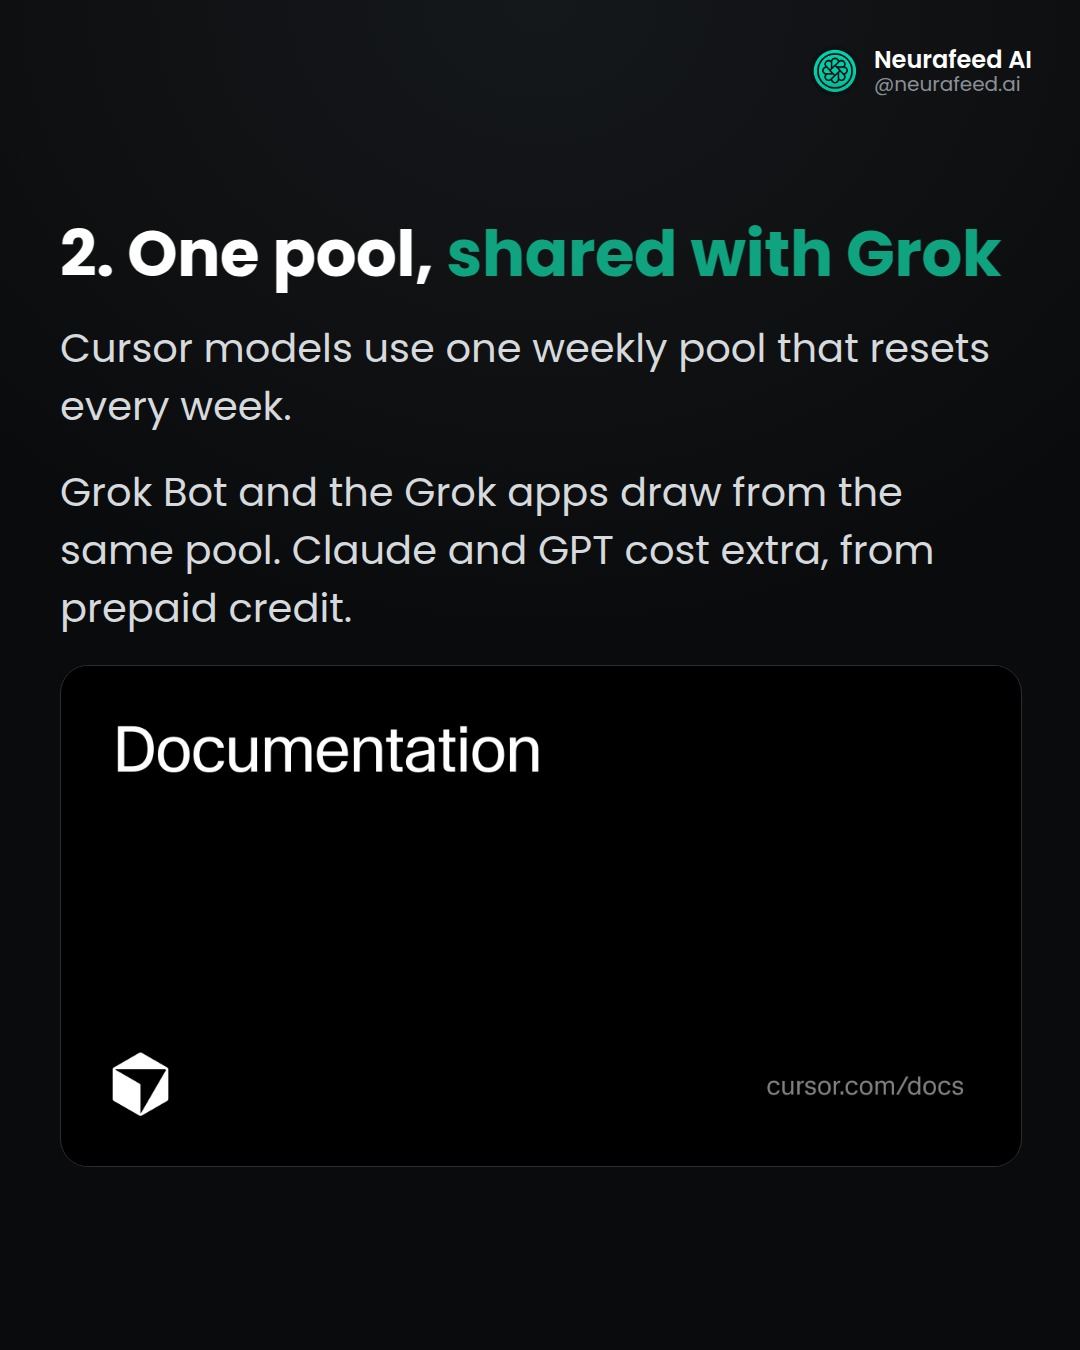 Neurafeed AI
@neurafeed.ai
2. One pool, shared with Grok
Cursor models use one weekly pool that resets
every week.
Grok Bot and the Grok apps draw from the
same pool. Claude and GPT cost extra, from
prepaid credit.
Documentation
cursor.com/docs